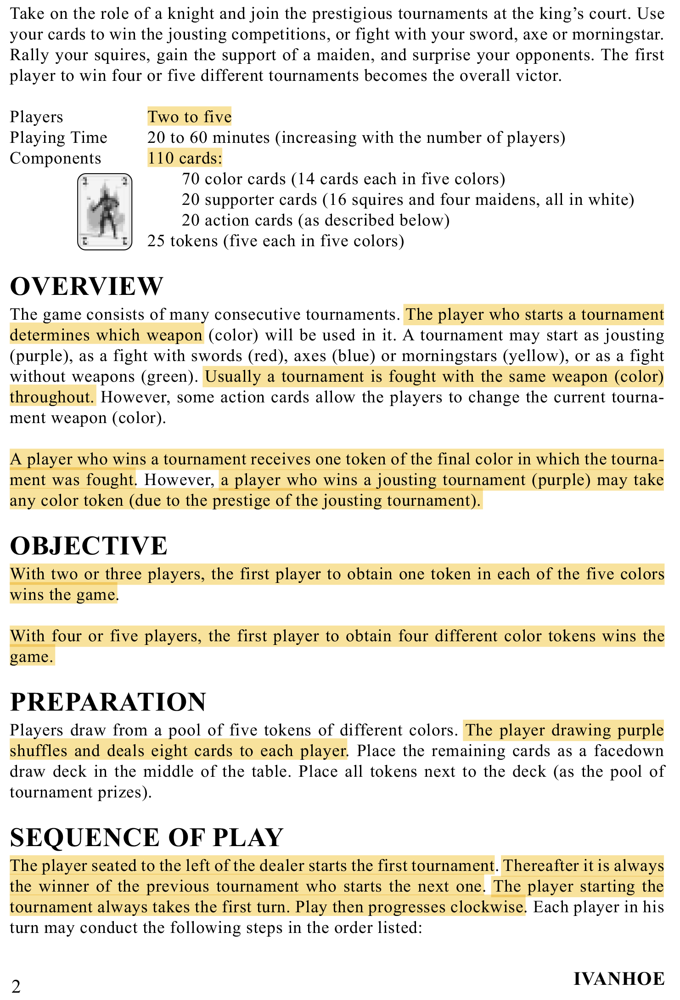 Take on the role of a knight and join the prestigious tournaments at the king’s court. Use
your cards to win the jousting competitions, or fight with your sword, axe or morningstar.
Rally your squires, gain the support of a maiden, and surprise your opponents. The first
player to win four or five different tournaments becomes the overall victor.
Players Two to five
Playing Time 20 to 60 minutes (increasing with the number of players)
Components 110 cards:
70 color cards (14 cards each in five colors)
20 supporter cards (16 squires and four maidens, all in white)
20 action cards (as described below)
25 tokens (five each in five colors)
OVERVIEW
The game consists of many consecutive tournaments. The player who starts a tournament
determines which weapon (color) will be used in it. A tournament may start as jousting
(purple), as a fight with swords (red), axes (blue) or morningstars (yellow), or as a fight
without weapons (green). Usually a tournament is fought with the same weapon (color)
throughout. However, some action cards allow the players to change the current tourna-
ment weapon (color).
A player who wins a tournament receives one token of the final color in which the tourna-
ment was fought. However, a player who wins a jousting tournament (purple) may take
any color token (due to the prestige of the jousting tournament).
OBJECTIVE
With two or three players, the first player to obtain one token in each of the five colors
wins the game.
With four or five players, the first player to obtain four different color tokens wins the
game.
PREPARATION
Players draw from a pool of five tokens of different colors. The player drawing purple
shuffles and deals eight cards to each player. Place the remaining cards as a facedown
draw deck in the middle of the table. Place all tokens next to the deck (as the pool of
tournament prizes).
SEQUENCE OF PLAY
The player seated to the left of the dealer starts the first tournament. Thereafter it is always
the winner of the previous tournament who starts the next one. The player starting the
tournament always takes the first turn. Play then progresses clockwise. Each player in his
turn may conduct the following steps in the order listed:
2 IVANHOE